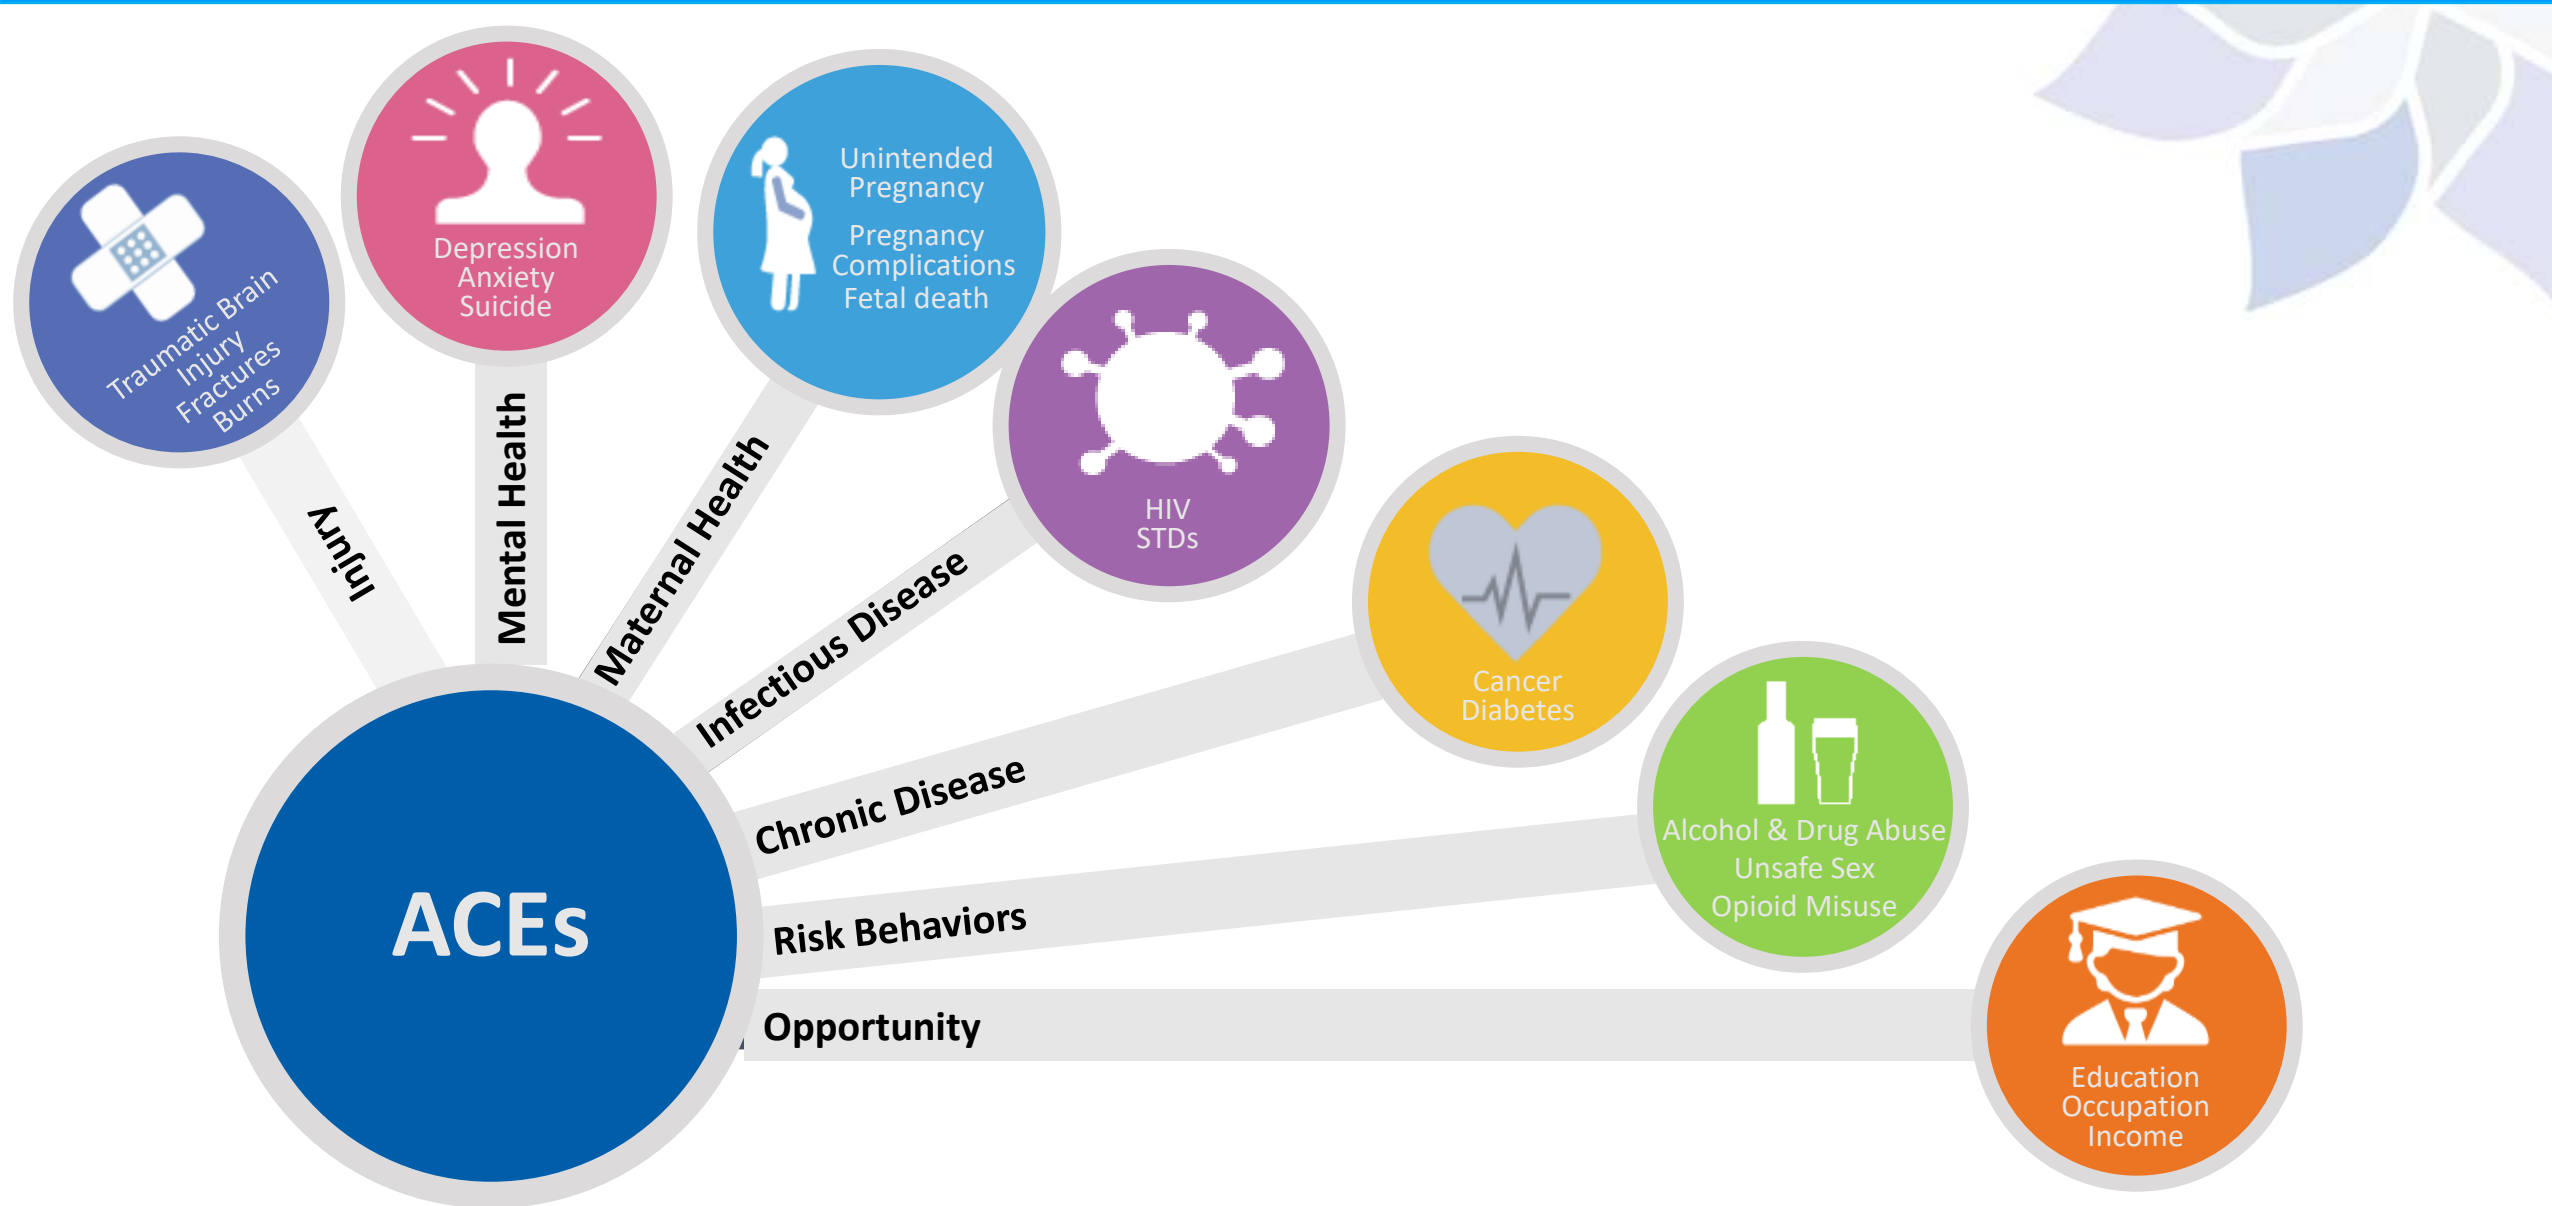 Traumatic Brain
Injury
Fractures
Burns
Injury
Depression
Anxiety
Suicide
Mental Health
Unintended
Pregnancy
Pregnancy
Complications
Fetal death
Maternal Health
HIV
STDs
Infectious Disease
Cancer
Diabetes
Chronic Disease
Alcohol & Drug Abuse
Unsafe Sex
Opioid Misuse
Risk Behaviors
Education
Occupation
Income
Opportunity
ACEs